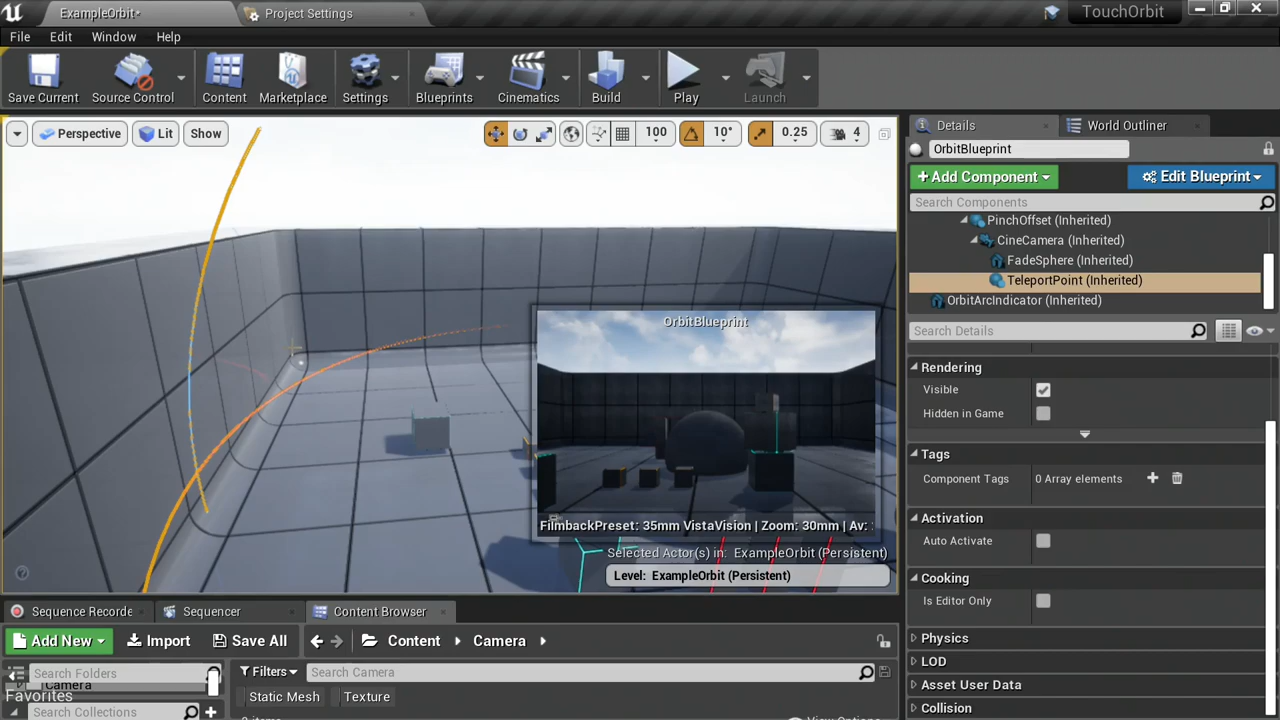 ExampleOrbit*
Project Settings
TouchOrbit
File Edit Window Help
Save Current Source Control Content Marketplace Settings Blueprints Cinematics Build Play Launch
Perspective Lit Show 100 10° 0.25 4
Details
World Outliner
OrbitBlueprint
+ Add Component
Edit Blueprint
Search Components
PinchOffset (Inherited)
CineCamera (Inherited)
FadeSphere (Inherited)
TeleportPoint (Inherited)
OrbitArcIndicator (Inherited)
Search Details
Rendering
Visible
Hidden in Game
Tags
Component Tags 0 Array elements
Activation
Auto Activate
Cooking
Is Editor Only
Physics
LOD
Asset User Data
Collision
OrbitBlueprint
FilmbackPreset: 35mm VistaVision | Zoom: 30mm | Av:
Selected Actor(s) in: ExampleOrbit (Persistent)
Level: ExampleOrbit (Persistent)
Sequence Recorde
Sequencer
Content Browser
Add New Import Save All Content Camera
Search Folders
Filters
Search Camera
Camera
Favorites
Static Mesh Texture
Search Collections
View Options